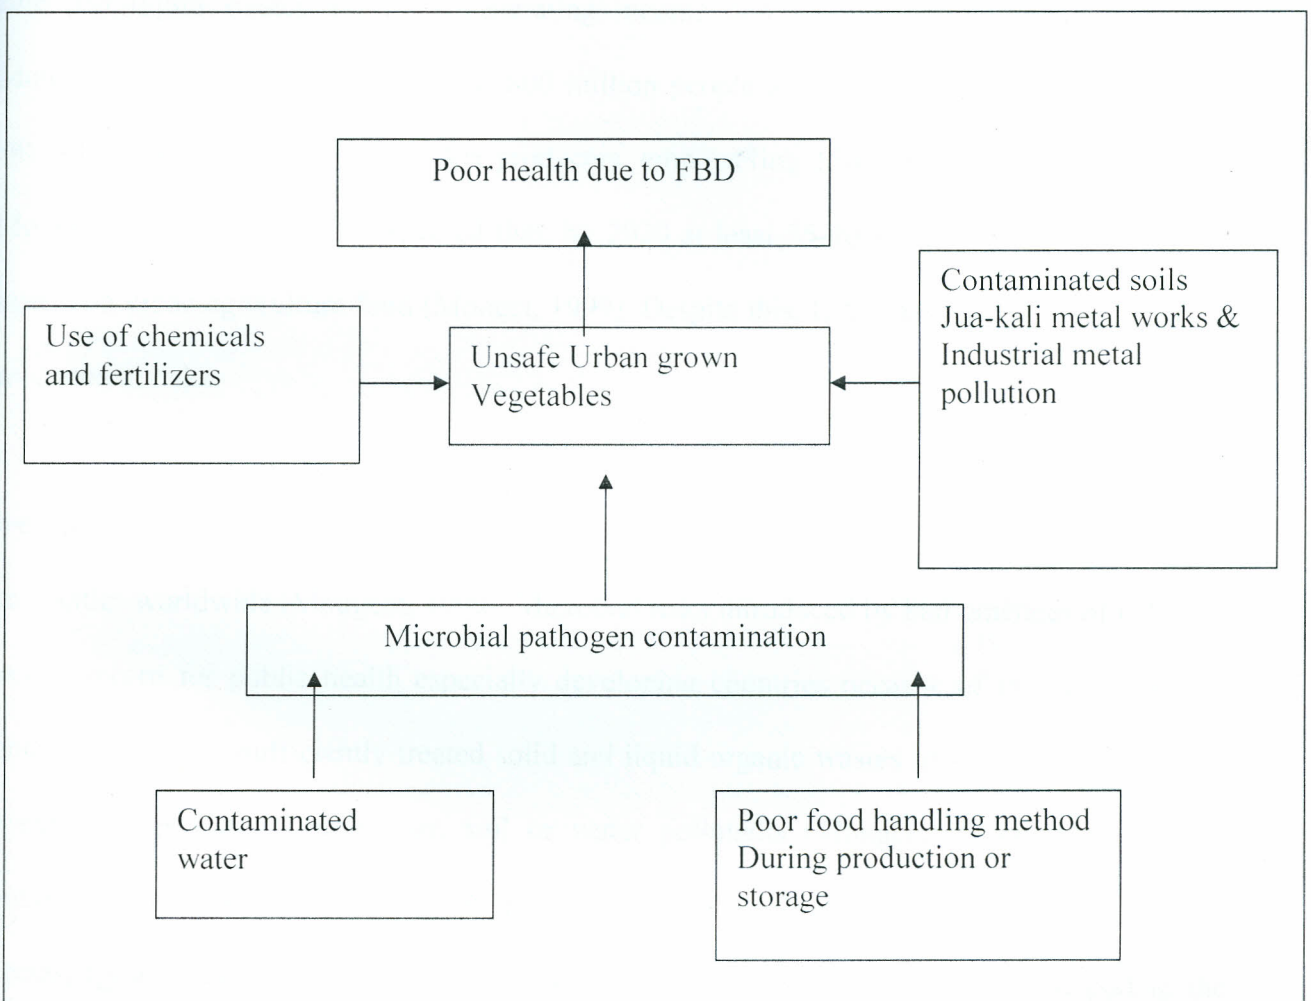 Poor health due to FBD
Contaminated soils
Jua-kali metal works &
Industrial metal
pollution
Use of chemicals
and fertilizers
Unsafe Urban grown
Vegetables
Microbial pathogen contamination
Contaminated
water
Poor food handling method
During production or
storage